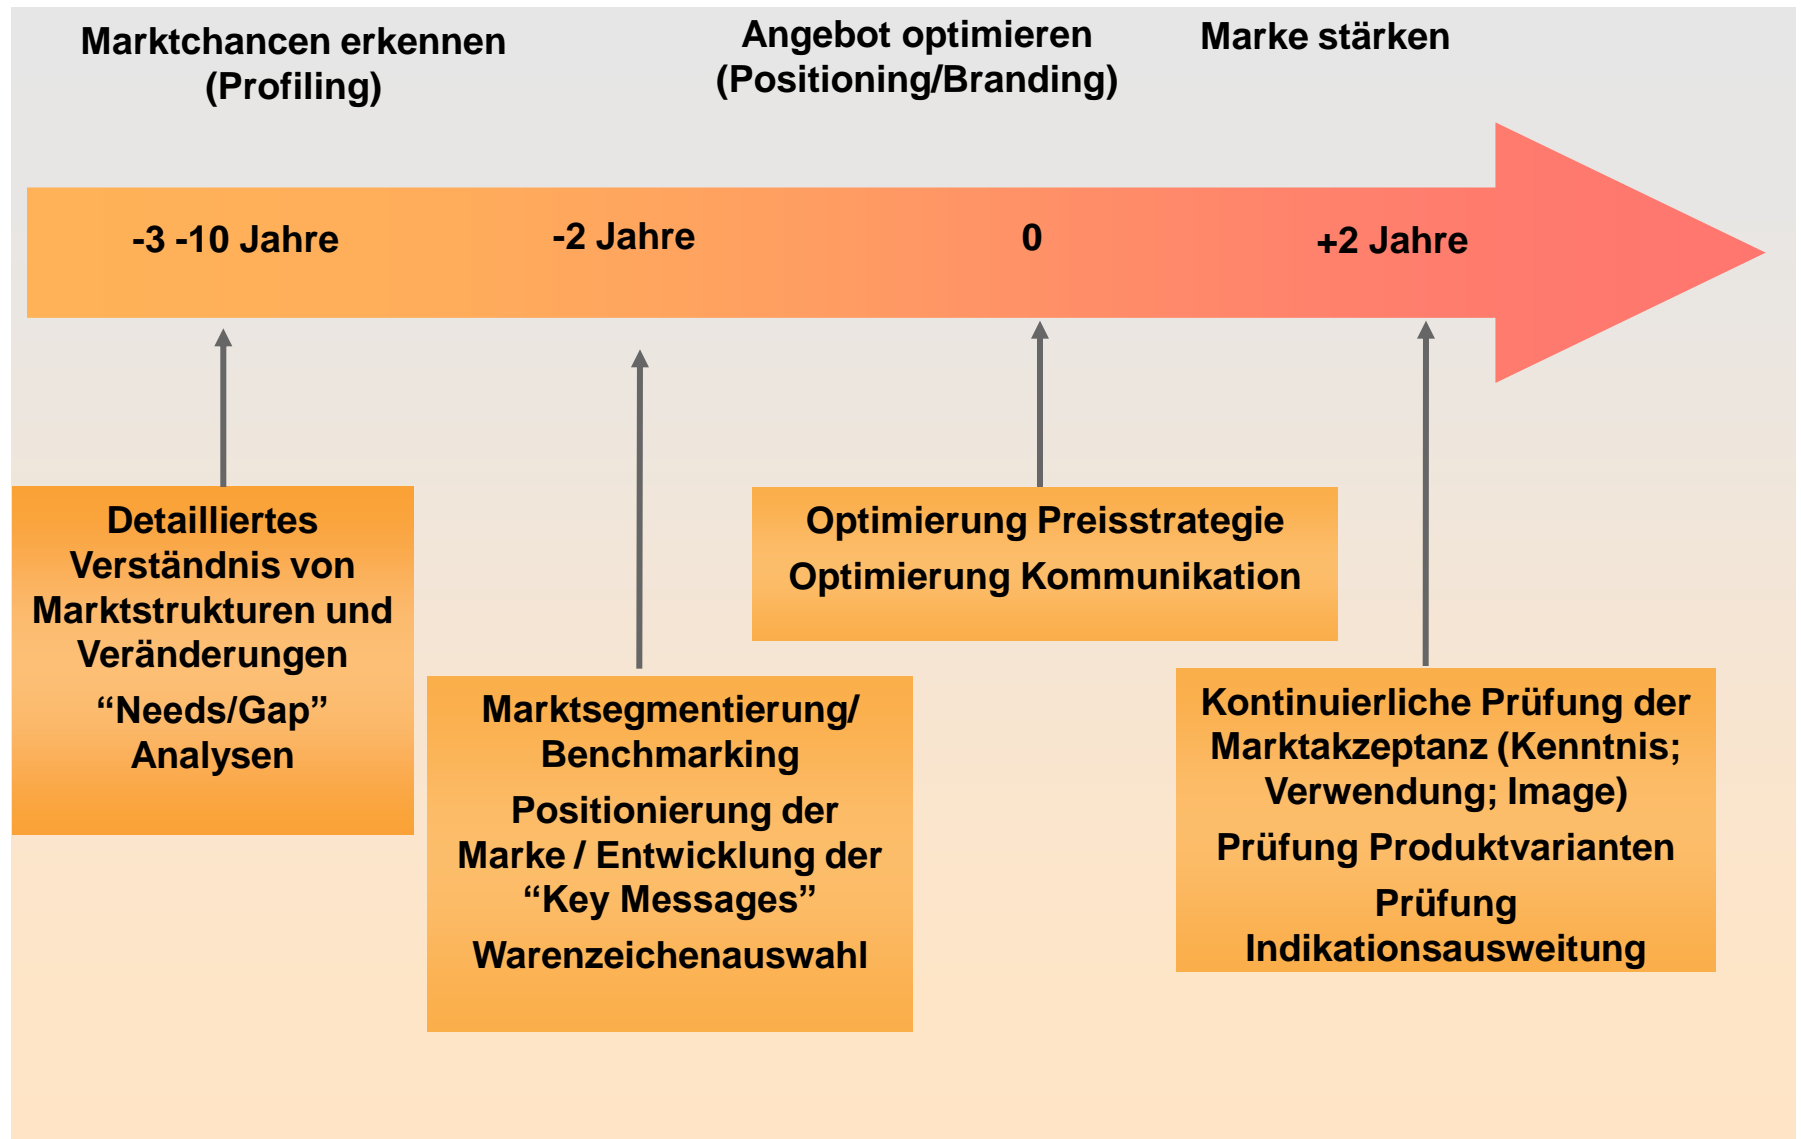 Marktchancen erkennen
(Profiling)
Angebot optimieren
(Positioning/Branding)
Marke stärken
-3 -10 Jahre
-2 Jahre
0
+2 Jahre
Detailliertes
Verständnis von
Marktstrukturen und
Veränderungen
“Needs/Gap”
Analysen
Marktsegmentierung/
Benchmarking
Positionierung der
Marke / Entwicklung der
“Key Messages”
Warenzeichenauswahl
Optimierung Preisstrategie
Optimierung Kommunikation
Kontinuierliche Prüfung der
Marktakzeptanz (Kenntnis;
Verwendung; Image)
Prüfung Produktvarianten
Prüfung
Indikationsausweitung